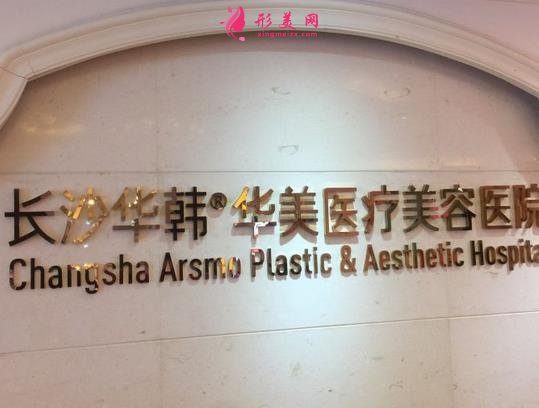 形美网
xingmeizx.com
长沙华韩®华美医疗美容医院
Changsha Arsmo Plastic & Aesthetic Hospita